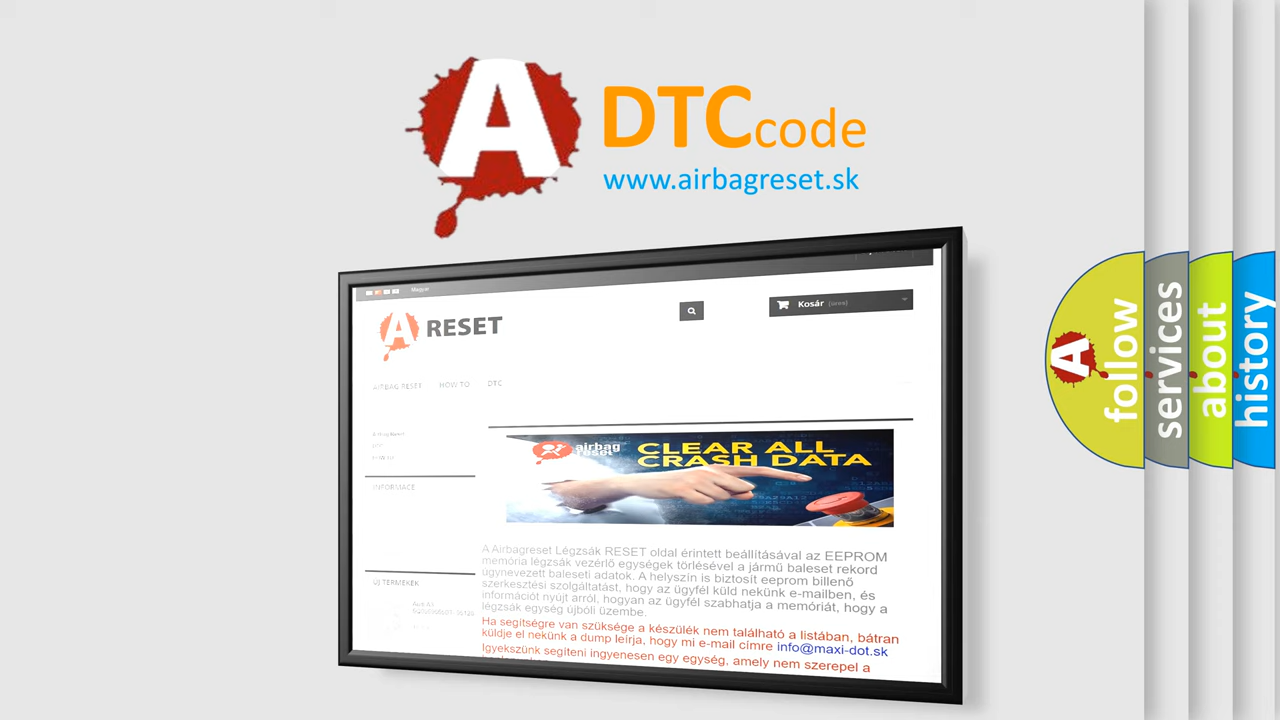 A
DTC code
www.airbagreset.sk
Magyar
A RESET
Kosár (üres)
AIRBAG RESET HOW TO DTC
airbag
reset
CLEAR ALL
CRASH DATA
INFORMACE
A Airbagreset Légzsák RESET oldal érintett beállításával az EEPROM
memória légzsák vezérlő egységek törlésével a jármű baleset rekord
úgynevezett baleseti adatok. A helyszín is biztosít eeprom billenő
szerkesztési szolgáltatást, hogy az ügyfél küld nekünk e-mailben, és
információt nyújt arról, hogyan az ügyfél szabhatja a memóriát, hogy a
légzsák egység újbóli üzembe.
Ha segítségre van szüksége a készülék nem található a listában, bátran
küldje el nekünk a dump leírja, hogy mi e-mail címre info@maxi-dot.sk
Igyekszünk segíteni ingyenesen egy egység, amely nem szerepel a
ÚJ TERMÉKEK
A
follow
services
about
history